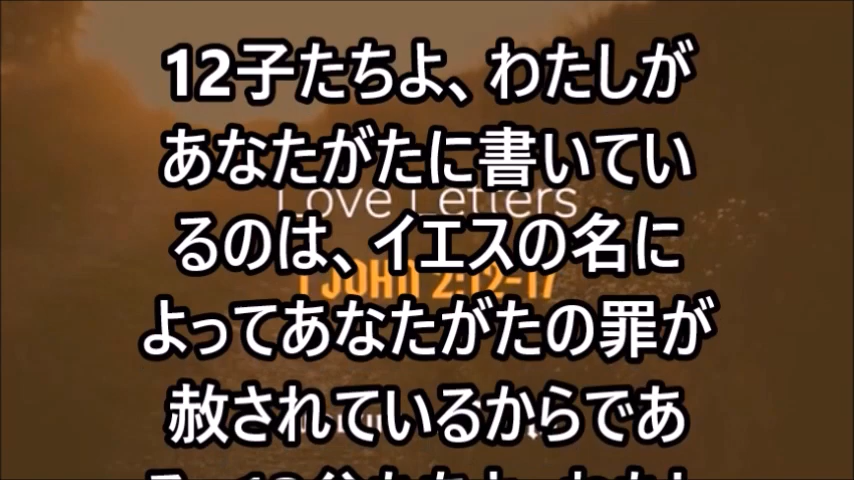 12子たちよ、わたしが
あなたがたに書いてい
Love Letters
るのは、イエスの名に
1 JOHN 2:12-17
よってあなたがたの罪が
赦されているからであ